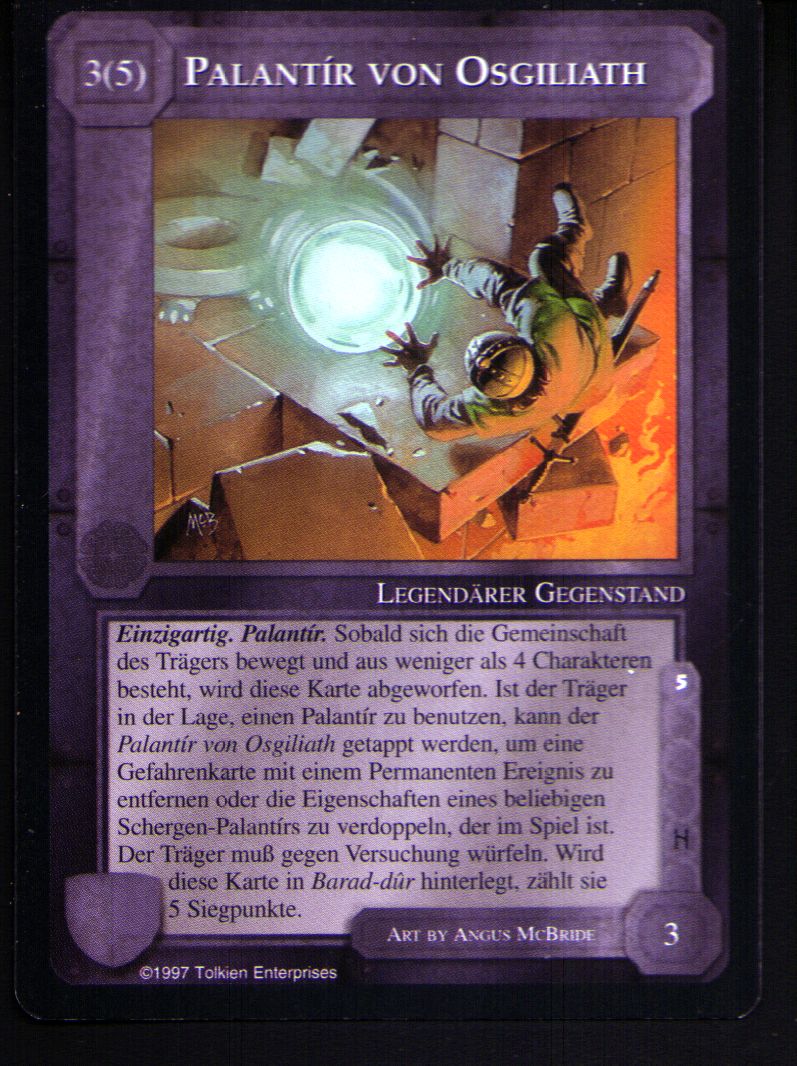 3(5)
PALANTÍR VON OSGILIATH
McB
LEGENDÄRER GEGENSTAND
Einzigartig. Palantír. Sobald sich die Gemeinschaft
des Trägers bewegt und aus weniger als 4 Charakteren
besteht, wird diese Karte abgeworfen. Ist der Träger
in der Lage, einen Palantír zu benutzen, kann der
Palantír von Osgiliath getappt werden, um eine
Gefahrenkarte mit einem Permanenten Ereignis zu
entfernen oder die Eigenschaften eines beliebigen
Schergen-Palantírs zu verdoppeln, der im Spiel ist.
Der Träger muß gegen Versuchung würfeln. Wird
diese Karte in Barad-dûr hinterlegt, zählt sie
5 Siegpunkte.
5
H
ART BY ANGUS MCBRIDE
3
©1997 Tolkien Enterprises